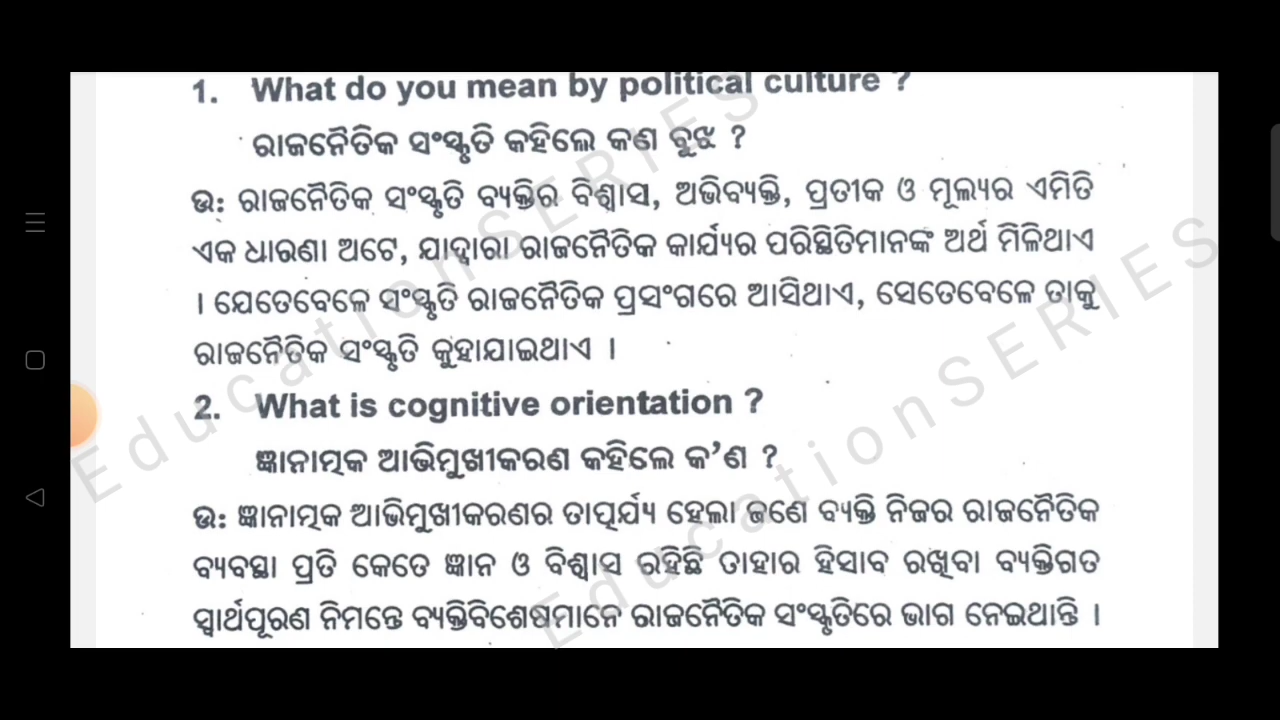 1. What do you mean by political culture ?
ରାଜନୈତିକ ସଂସ୍କୃତି କହିଲେ କଣ ବୁଝ ?
ଉ: ରାଜନୈତିକ ସଂସ୍କୃତି ବ୍ୟକ୍ତିର ବିଶ୍ୱାସ, ଅଭିବ୍ୟକ୍ତି, ପ୍ରତୀକ ଓ ମୂଲ୍ୟର ଏମିତି
ଏକ ଧାରଣା ଅଟେ, ଯାଦ୍ୱାରା ରାଜନୈତିକ କାର୍ଯ୍ୟର ପରିସ୍ଥିତିମାନଙ୍କ ଅର୍ଥ ମିଳିଥାଏ
। ଯେତେବେଳେ ସଂସ୍କୃତି ରାଜନୈତିକ ପ୍ରସଂଗରେ ଆସିଥାଏ, ସେତେବେଳେ ତାକୁ
ରାଜନୈତିକ ସଂସ୍କୃତି କୁହାଯାଇଥାଏ ।
2. What is cognitive orientation ?
ଜ୍ଞାନାତ୍ମକ ଆଭିମୁଖୀକରଣ କହିଲେ କ'ଣ ?
ଉ: ଜ୍ଞାନାତ୍ମକ ଆଭିମୁଖୀକରଣର ତାତ୍ପର୍ଯ୍ୟ ହେଲା ଜଣେ ବ୍ୟକ୍ତି ନିଜର ରାଜନୈତିକ
ବ୍ୟବସ୍ଥା ପ୍ରତି କେତେ ଜ୍ଞାନ ଓ ବିଶ୍ୱାସ ରହିଛି ତାହାର ହିସାବ ରଖିବା ବ୍ୟକ୍ତିଗତ
ସ୍ୱାର୍ଥପୂରଣ ନିମନ୍ତେ ବ୍ୟକ୍ତିବିଶେଷମାନେ ରାଜନୈତିକ ସଂସ୍କୃତିରେ ଭାଗ ନେଇଥାନ୍ତି ।
EducationSERIES
EducationSERIES